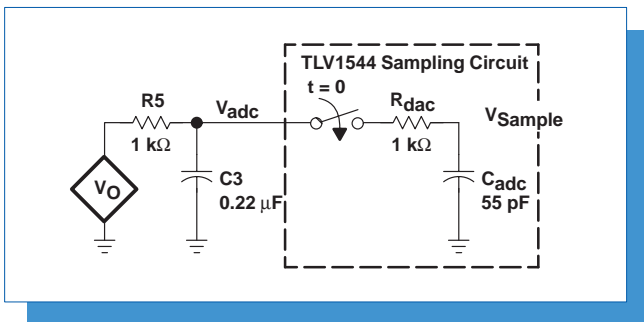 TLV1544 Sampling Circuit
t = 0
R5
1 kΩ
Vadc
Rdac
1 kΩ
VSample
VO
C3
0.22 μF
Cadc
55 pF